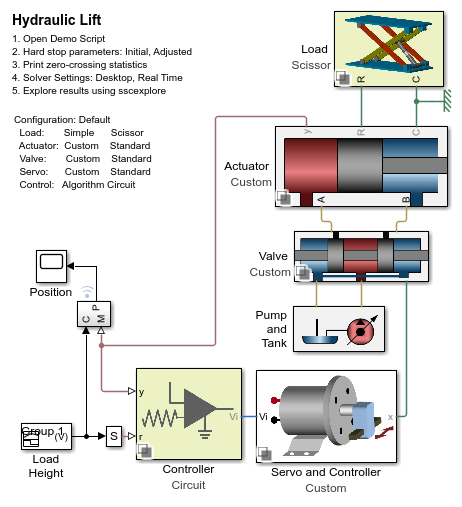 Hydraulic Lift
1. Open Demo Script
2. Hard stop parameters: Initial, Adjusted
3. Print zero-crossing statistics
4. Solver Settings: Desktop, Real Time
5. Explore results using sscexplore
Configuration: Default
Load: Simple Scissor
Actuator: Custom Standard
Valve: Custom Standard
Servo: Custom Standard
Control: Algorithm Circuit
Load
Scissor
R
C
y
R
C
Actuator
Custom
A
B
Valve
Custom
Pump
and
Tank
Position
C
P
M
Group 1
(V)
Load
Height
S
y
r
Vi
Controller
Circuit
Vi
x
Servo and Controller
Custom